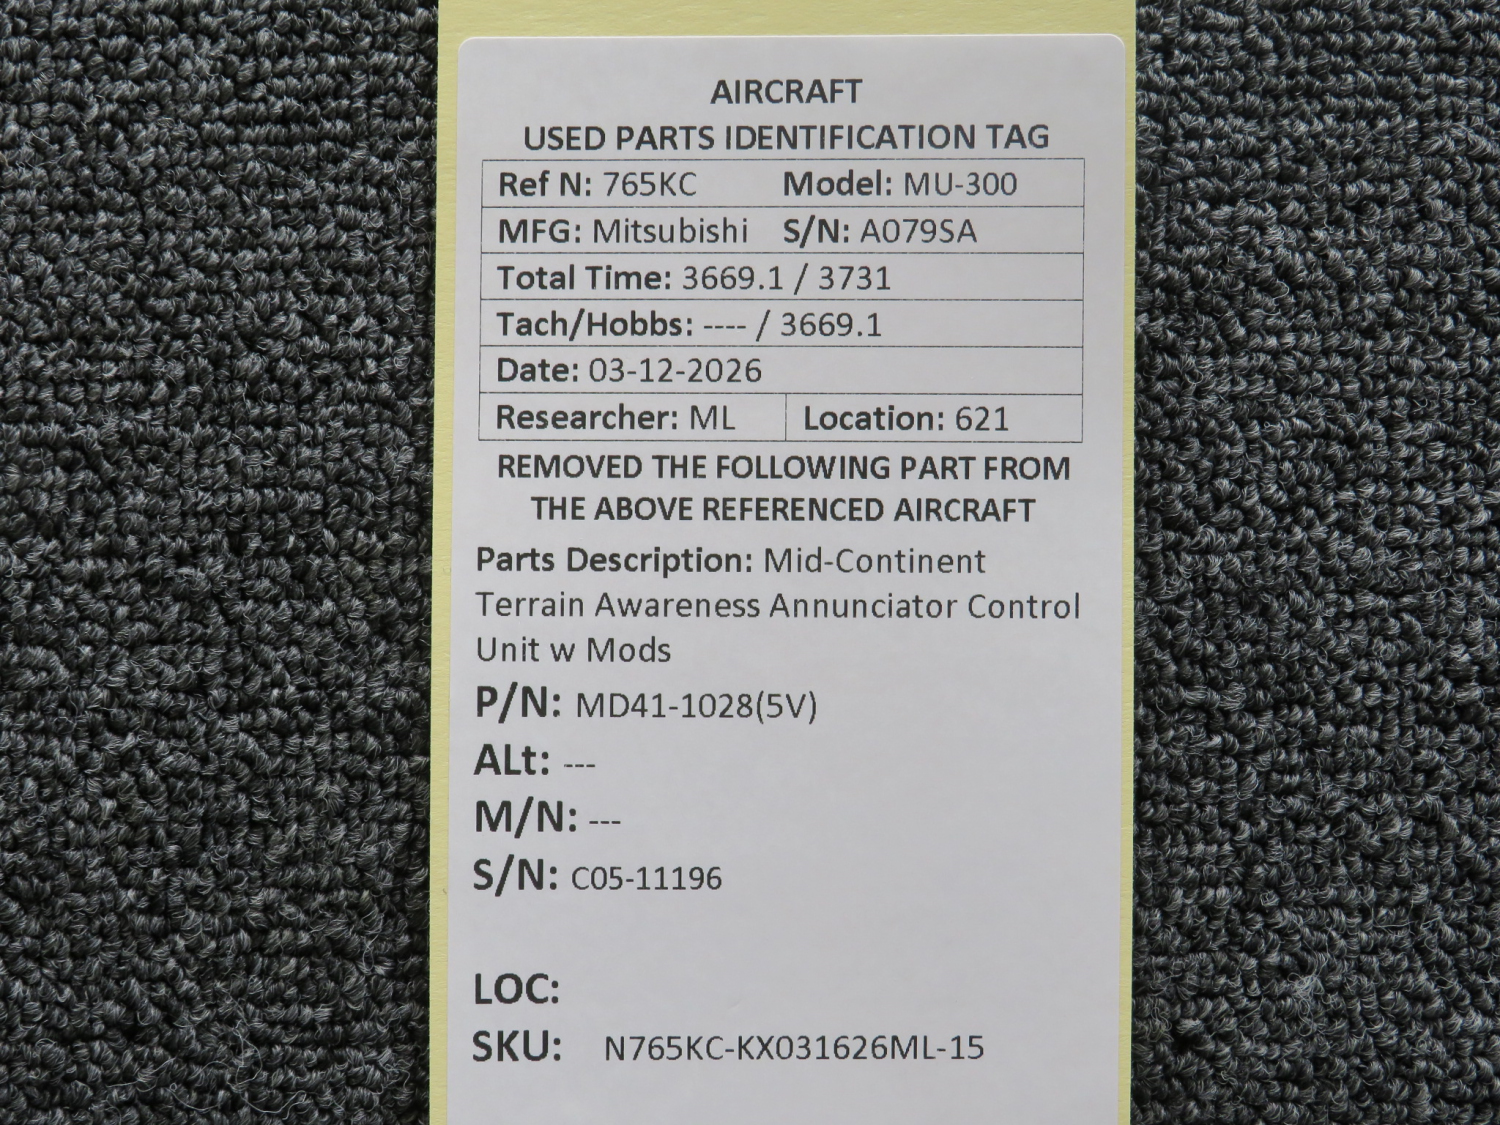 AIRCRAFT
USED PARTS IDENTIFICATION TAG
Ref N: 765KC Model: MU-300
MFG: Mitsubishi S/N: A079SA
Total Time: 3669.1 / 3731
Tach/Hobbs: ---- / 3669.1
Date: 03-12-2026
Researcher: ML Location: 621
REMOVED THE FOLLOWING PART FROM
THE ABOVE REFERENCED AIRCRAFT
Parts Description: Mid-Continent
Terrain Awareness Annunciator Control
Unit w Mods
P/N: MD41-1028(5V)
ALt: ---
M/N: ---
S/N: C05-11196
LOC:
SKU: N765KC-KX031626ML-15